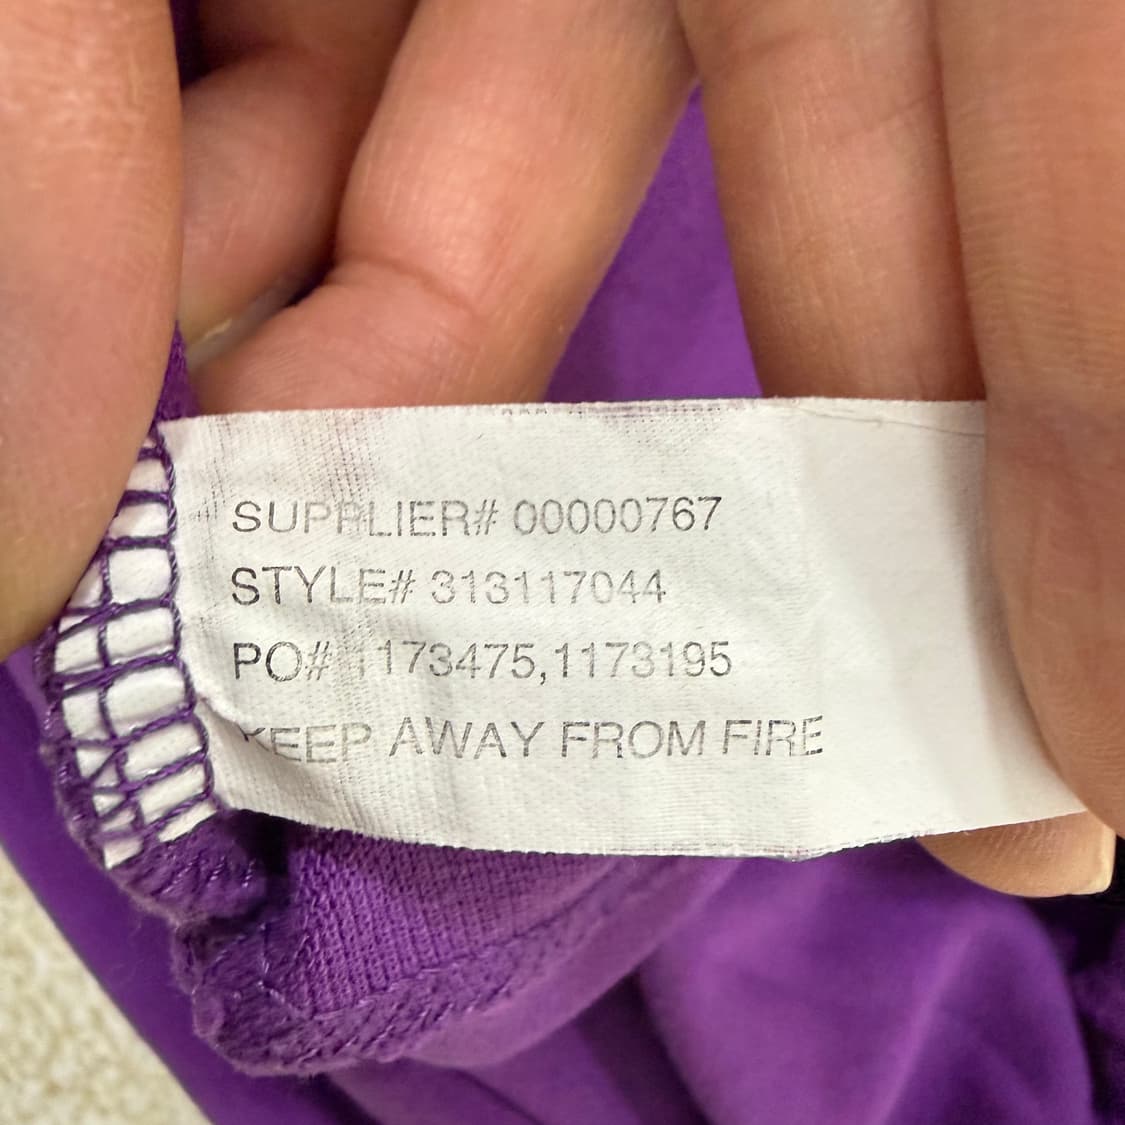 SUPPLIER# 00000767
STYLE# 313117044
PO# 1173475,1173195
KEEP AWAY FROM FIRE